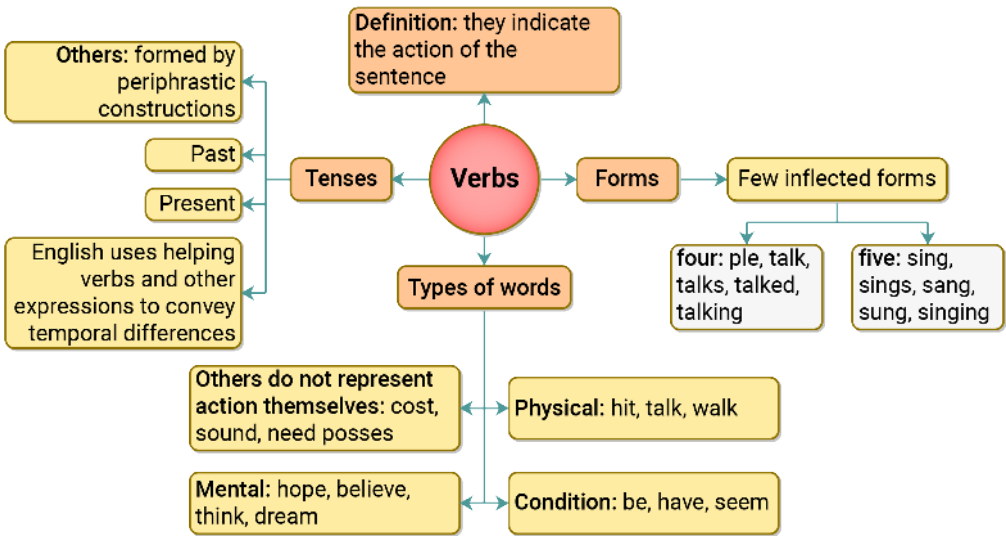 Definition: they indicate
the action of the
sentence
Others: formed by
periphrastic
constructions
Past
Present
English uses helping
verbs and other
expressions to convey
temporal differences
Tenses
Verbs
Forms
Few inflected forms
four: ple, talk,
talks, talked,
talking
five: sing,
sings, sang,
sung, singing
Types of words
Others do not represent
action themselves: cost,
sound, need posses
Physical: hit, talk, walk
Mental: hope, believe,
think, dream
Condition: be, have, seem